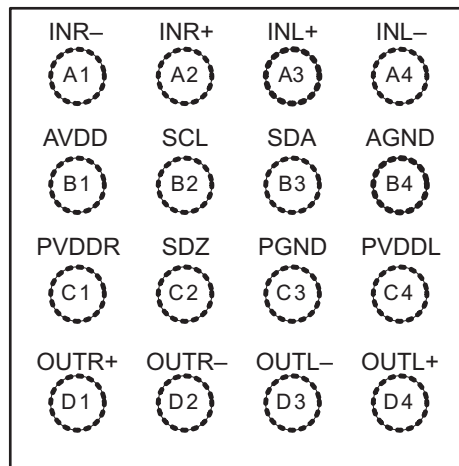 INR– INR+ INL+ INL–
A1 A2 A3 A4
AVDD SCL SDA AGND
B1 B2 B3 B4
PVDDR SDZ PGND PVDDL
C1 C2 C3 C4
OUTR+ OUTR– OUTL– OUTL+
D1 D2 D3 D4